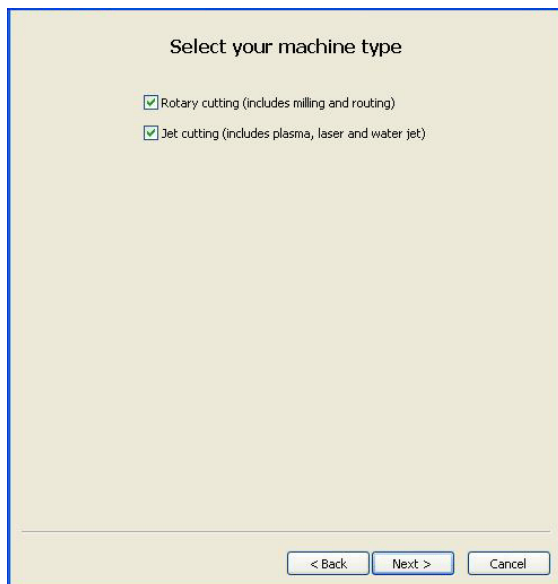 Select your machine type
Rotary cutting (includes milling and routing)
Jet cutting (includes plasma, laser and water jet)
< Back
Next >
Cancel